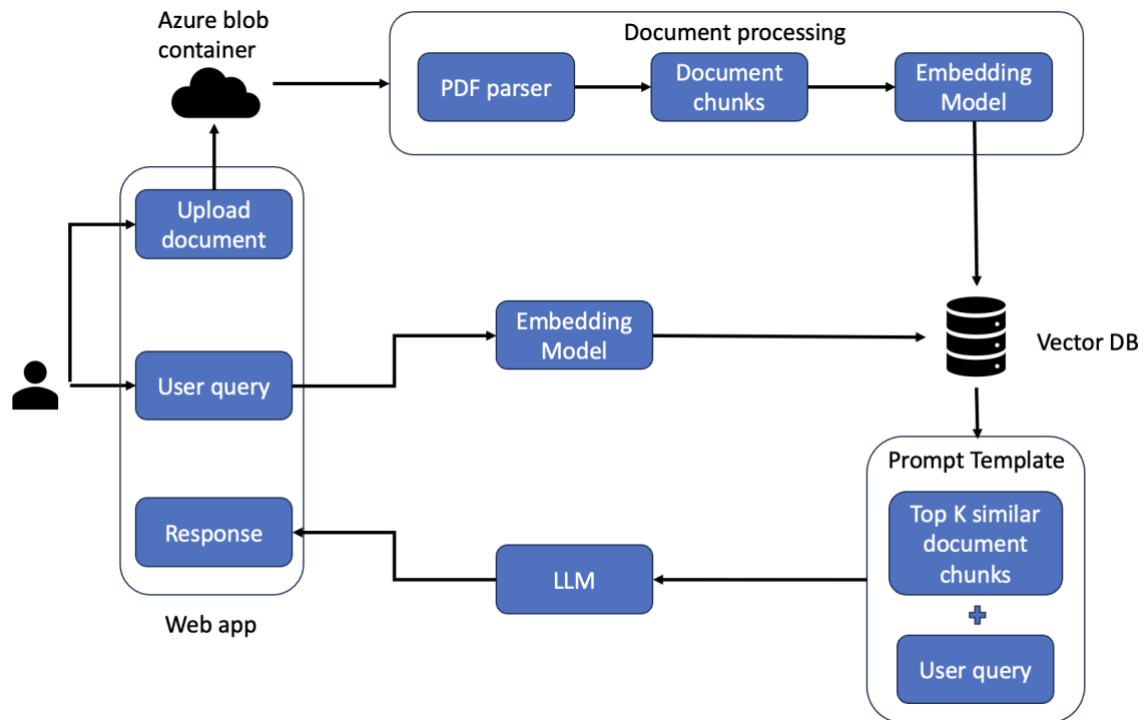 Azure blob
container
Document processing
PDF parser
Document
chunks
Embedding
Model
Upload
document
Embedding
Model
Vector DB
User query
Prompt Template
Top K similar
document
chunks
Response
LLM
Web app
User query